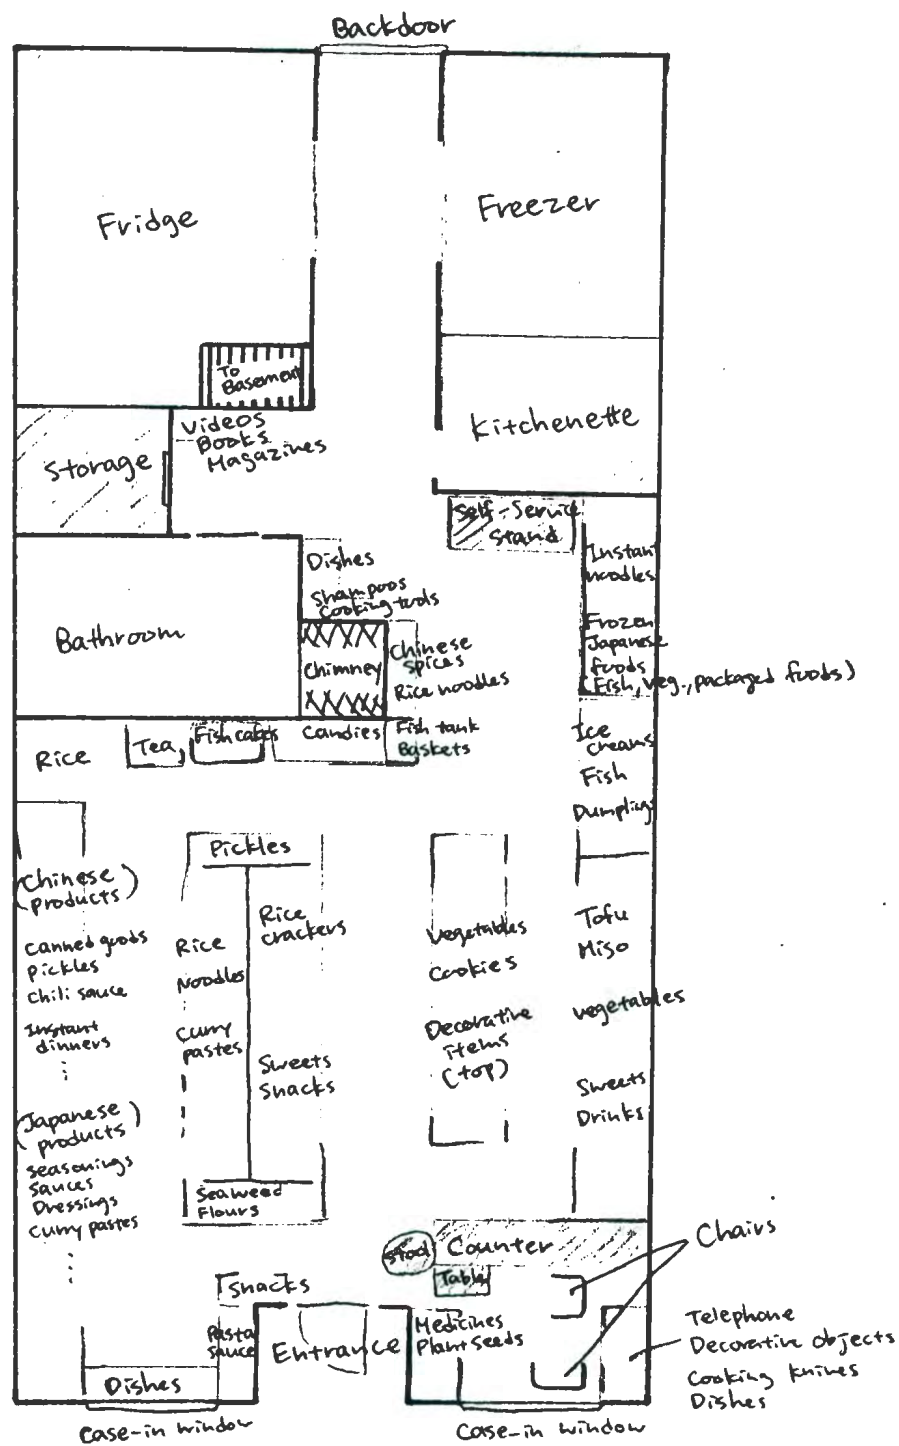 Backdoor
Fridge
Freezer
To
Basement
Kitchenette
Videos
Books
Magazines
Storage
Self-Service
Stand
Dishes
Shampoos
Cooking tools
Instant
noodles
Bathroom
Chimney
Chinese
spices
Rice noodles
Frozen
Japanese
foods
(Fish, veg., packaged foods)
Rice
Tea
Fish cakes
Candies
Fish tank
Baskets
Ice
creams
Fish
Dumplings
Pickles
(Chinese
products)
Canned goods
Pickles
Chili sauce
Instant
dinners
⋮
(Japanese
products)
Seasonings
Sauces
Dressings
Curry pastes
⋮
Rice
Noodles
Curry
pastes
Rice
crackers
Sweets
Snacks
Seaweed
Flours
Vegetables
Cookies
Decorative
items
(top)
Tofu
Miso
Vegetables
Sweets
Drinks
Stool
Counter
Table
Chairs
Snacks
Pasta
sauce
Entrance
Medicines
Plant Seeds
Telephone
Decorative objects
Cooking knives
Dishes
Dishes
Case-in window
Case-in window